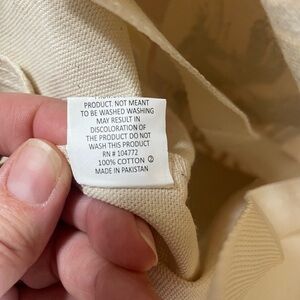 PRODUCT. NOT MEANT
TO BE WASHED WASHING
MAY RESULT IN
DISCOLORATION OF
THE PRODUCT DO NOT
WASH THIS PRODUCT
RN # 104772
100% COTTON ②
MADE IN PAKISTAN